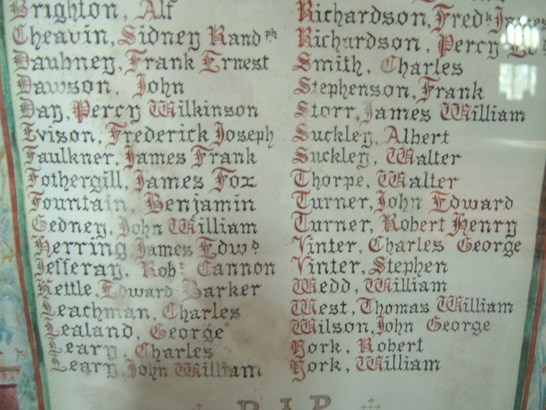 Brighton, Alf
Cheavin, Sidney Randph
Daubney, Frank Ernest
Dawson, John
Day, Percy Wilkinson
Evison, Frederick Joseph
Faulkner, James Frank
Fothergill, James Fox
Fountain, Benjamin
Gedney, John William
Herring, James Edwd
Jefferay, Robt Cannon
Kettle, Edward Barker
Leachman, Charles
Lealand, George
Leary, Charles
Leary, John William
Richardson, Fredk James
Richardson, Percy
Smith, Charles
Stephenson, Frank
Storr, James William
Suckley, Albert
Suckley, Walter
Thorpe, Walter
Turner, John Edward
Turner, Robert Henry
Vinter, Charles George
Vinter, Stephen
Wedd, William
West, Thomas William
Wilson, John George
York, Robert
York, William
R.I.P.